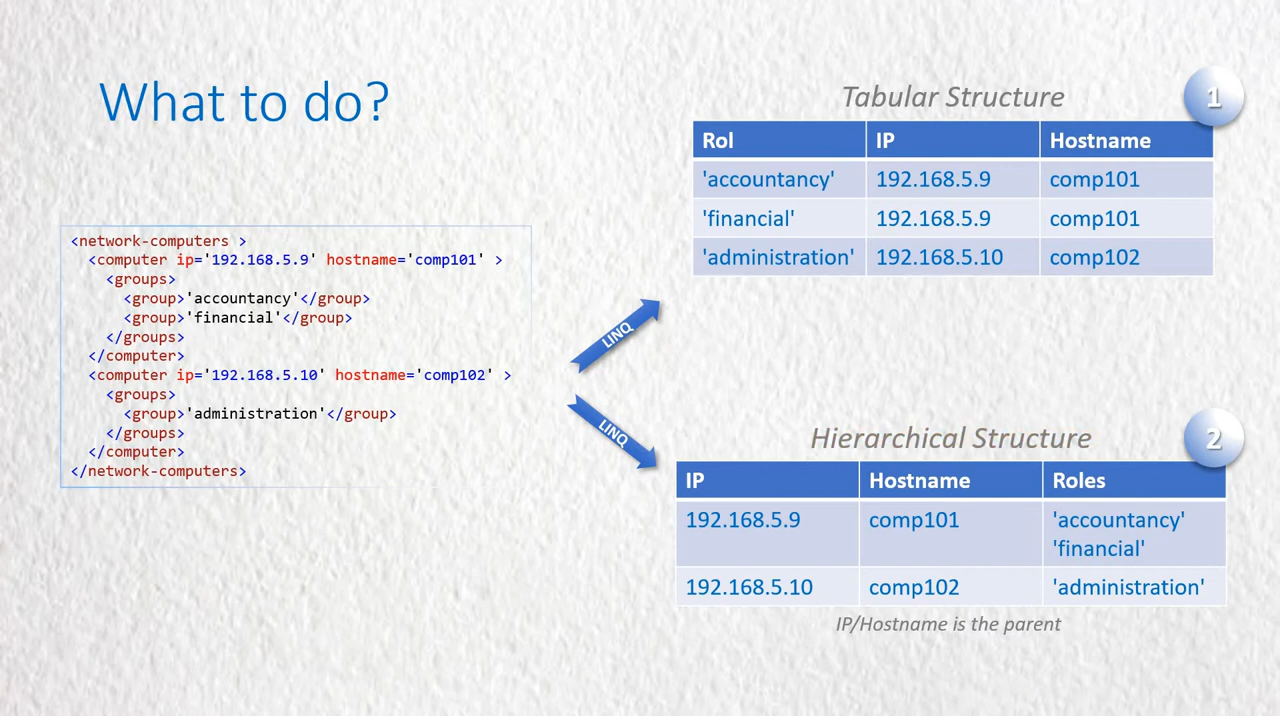 What to do?
<network-computers >
<computer ip='192.168.5.9' hostname='comp101' >
<groups>
<group>'accountancy'</group>
<group>'financial'</group>
</groups>
</computer>
<computer ip='192.168.5.10' hostname='comp102' >
<groups>
<group>'administration'</group>
</groups>
</computer>
</network-computers>
LINQ
LINQ
Tabular Structure
1
Rol IP Hostname
'accountancy' 192.168.5.9 comp101
'financial' 192.168.5.9 comp101
'administration' 192.168.5.10 comp102
Hierarchical Structure
2
IP Hostname Roles
192.168.5.9 comp101 'accountancy'
'financial'
192.168.5.10 comp102 'administration'
IP/Hostname is the parent